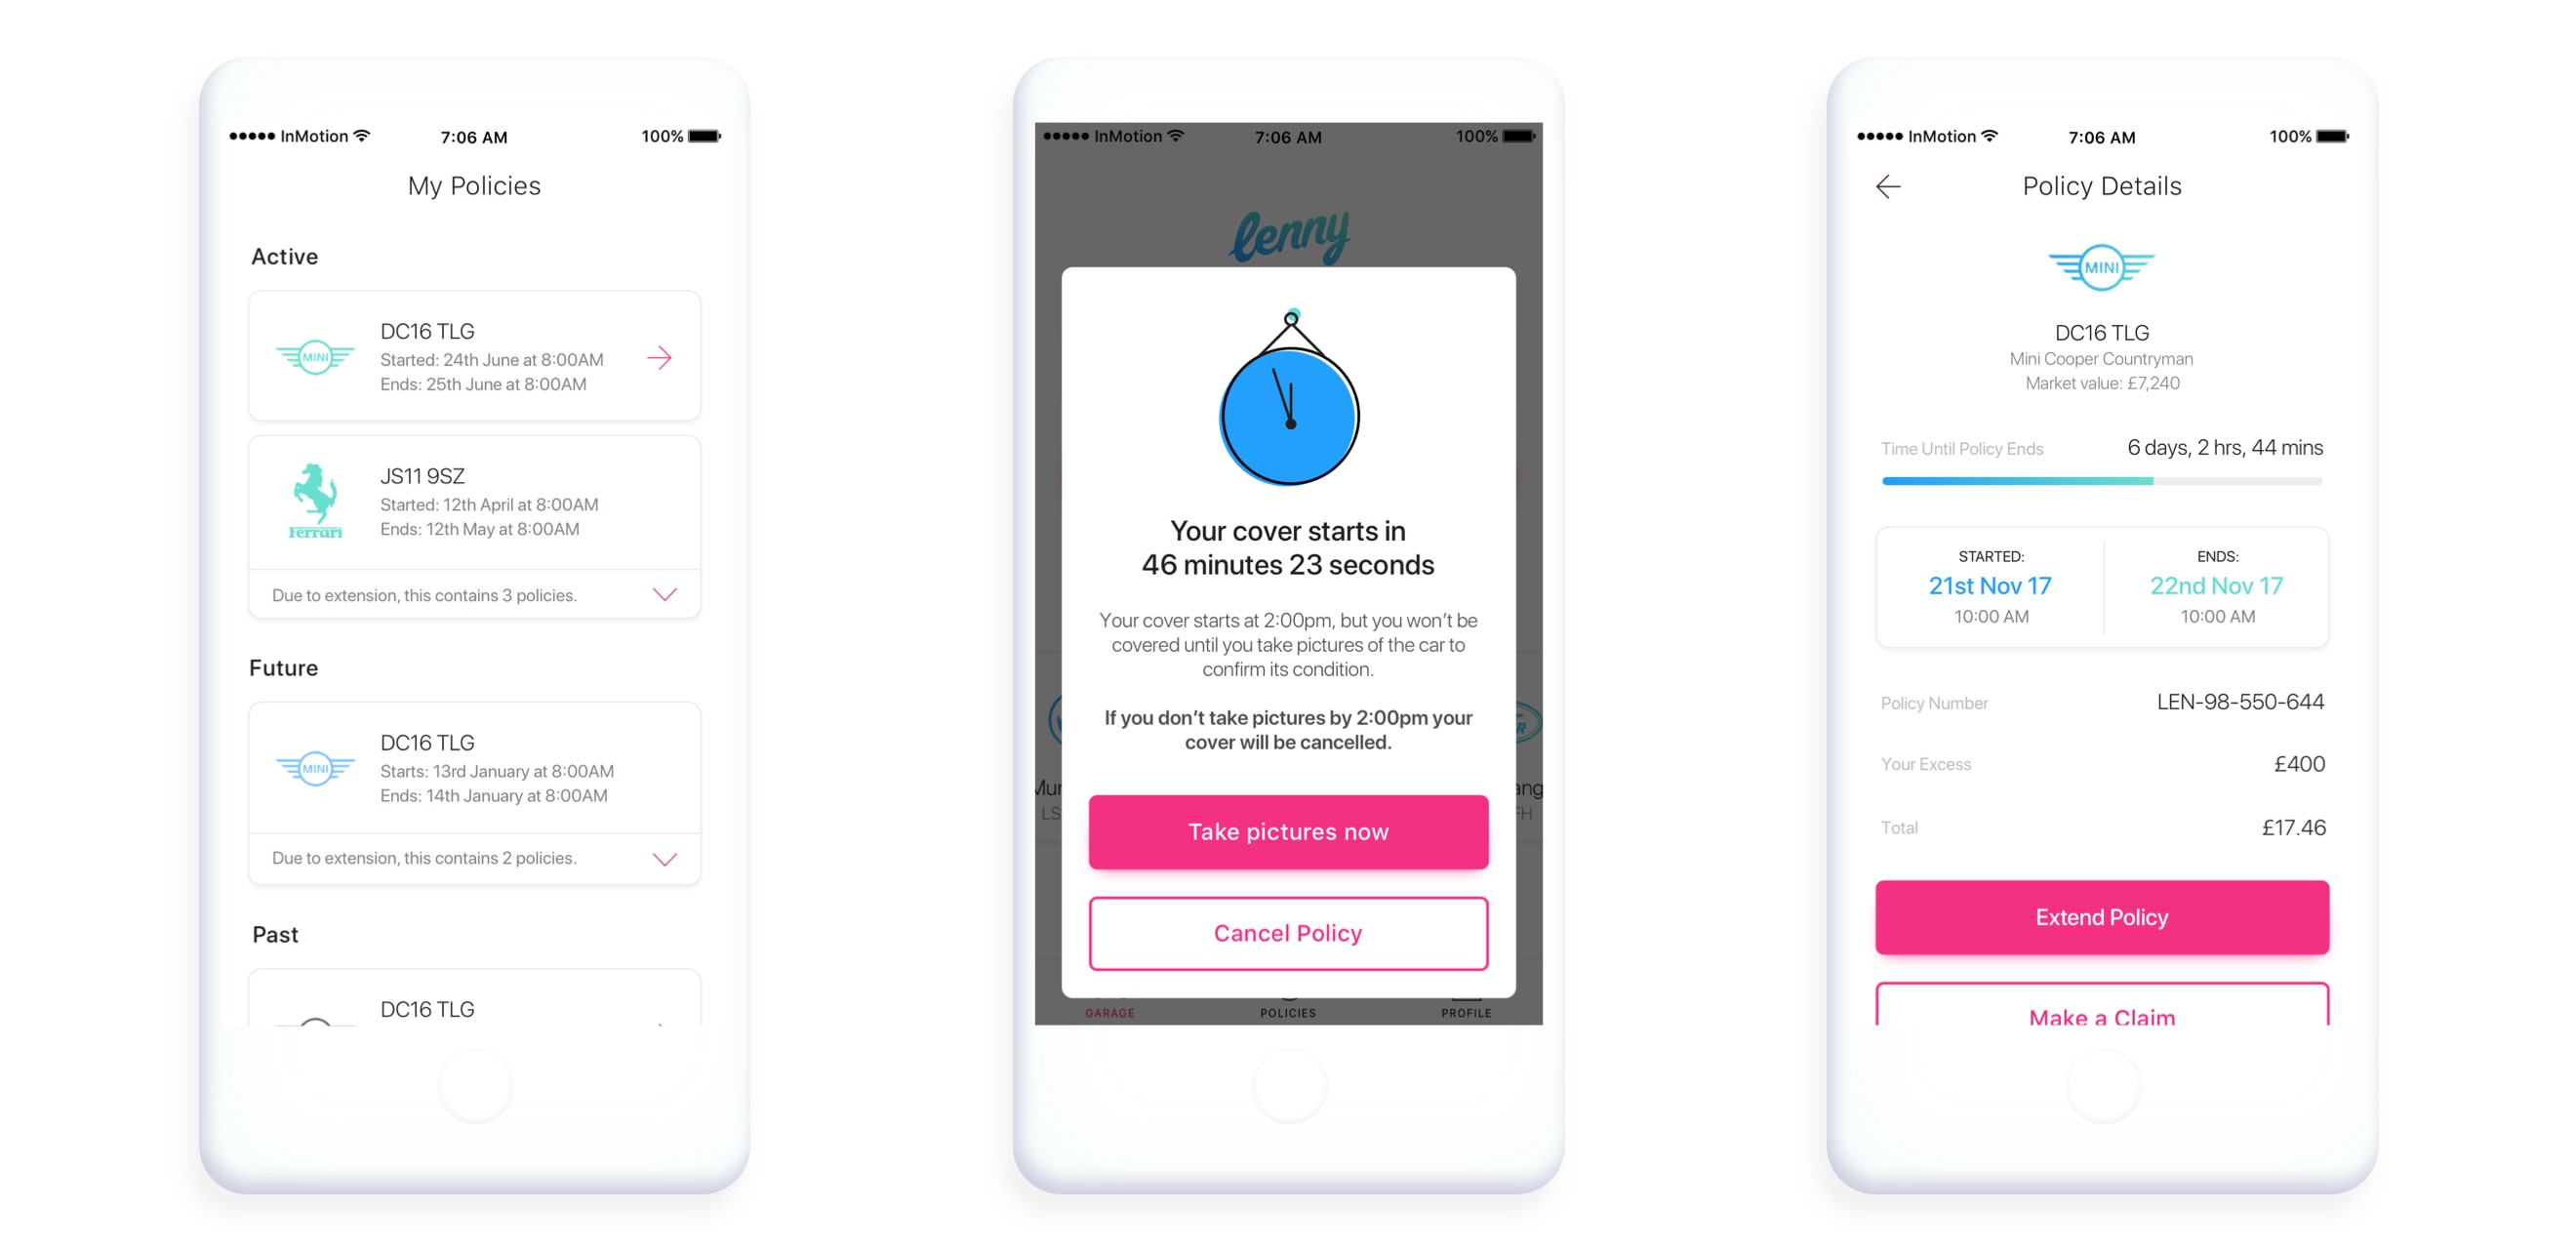 InMotion 7:06 AM 100%
My Policies
Active
MINI
DC16 TLG
Started: 24th June at 8:00AM
Ends: 25th June at 8:00AM
Ferrari
JS11 9SZ
Started: 12th April at 8:00AM
Ends: 12th May at 8:00AM
Due to extension, this contains 3 policies.
Future
MINI
DC16 TLG
Starts: 13rd January at 8:00AM
Ends: 14th January at 8:00AM
Due to extension, this contains 2 policies.
Past
DC16 TLG
InMotion 7:06 AM 100%
lenny
Your cover starts in
46 minutes 23 seconds
Your cover starts at 2:00pm, but you won’t be
covered until you take pictures of the car to
confirm its condition.
If you don’t take pictures by 2:00pm your
cover will be cancelled.
Take pictures now
Cancel Policy
GARAGE POLICIES PROFILE
InMotion 7:06 AM 100%
Policy Details
MINI
DC16 TLG
Mini Cooper Countryman
Market value: £7,240
Time Until Policy Ends 6 days, 2 hrs, 44 mins
STARTED: ENDS:
21st Nov 17 22nd Nov 17
10:00 AM 10:00 AM
Policy Number LEN-98-550-644
Your Excess £400
Total £17.46
Extend Policy
Make a Claim